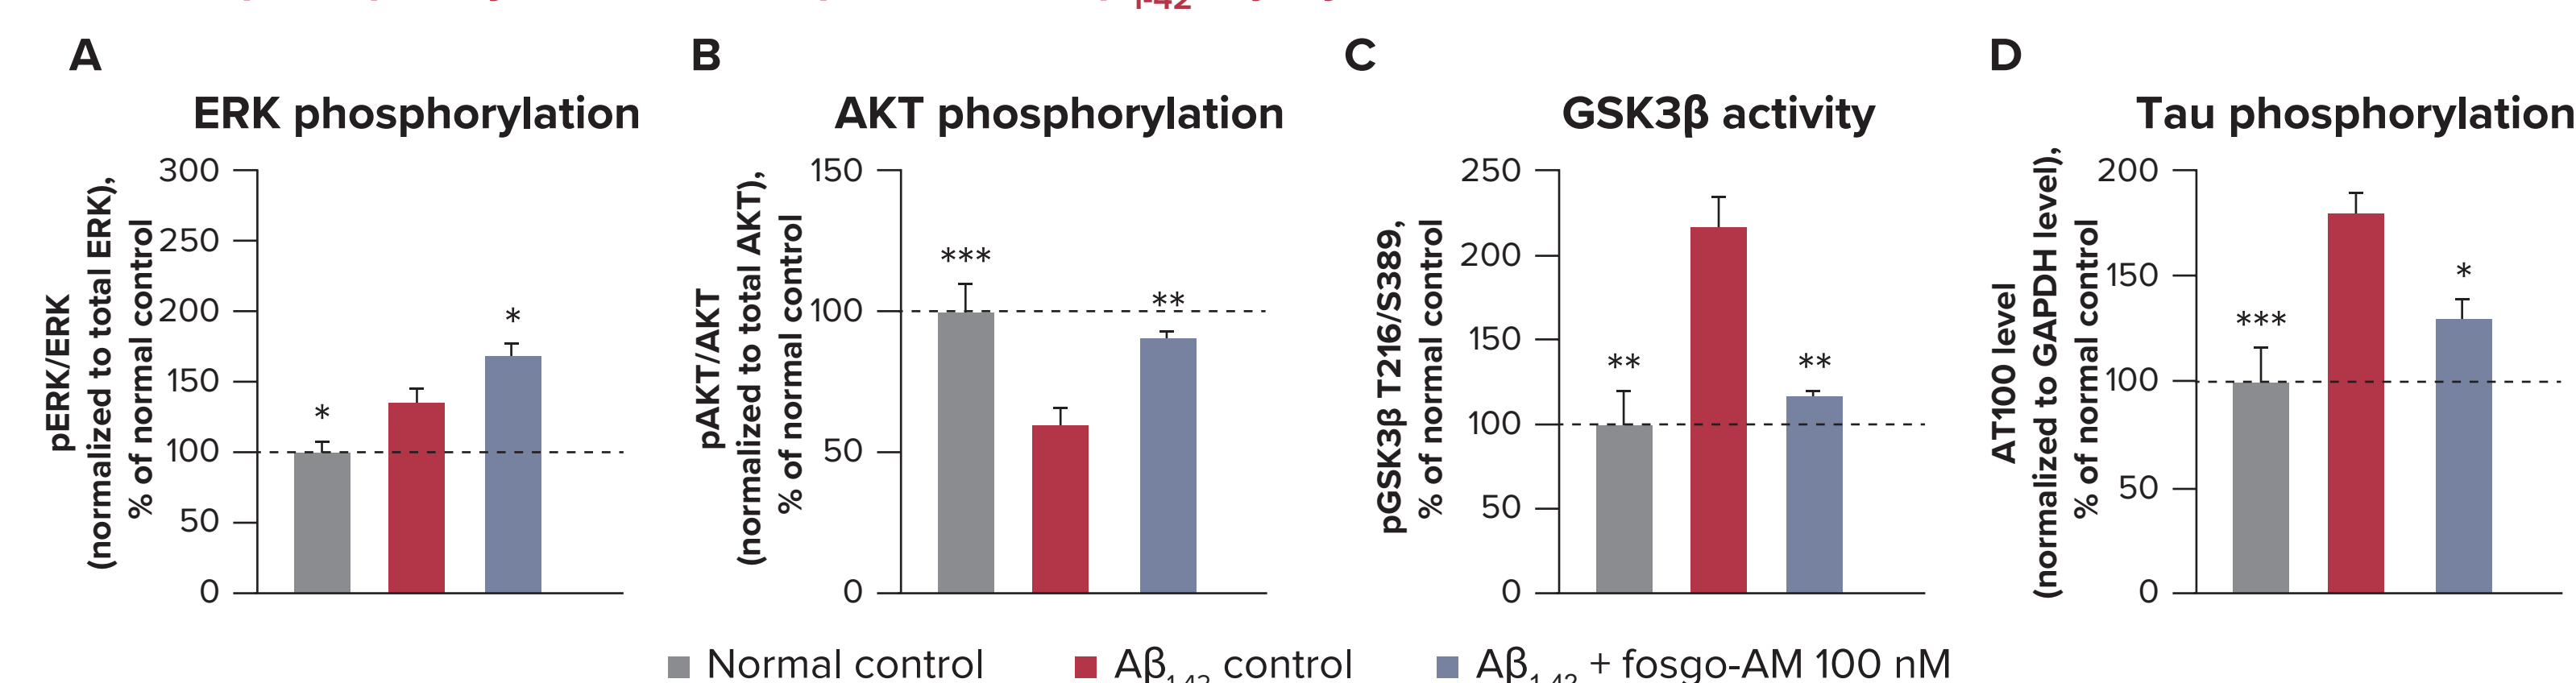 1-42
A
ERK phosphorylation
pERK/ERK
(normalized to total ERK),
% of normal control
300
250
200
150
100
50
0
*
*
B
AKT phosphorylation
pAKT/AKT
(normalized to total AKT),
% of normal control
150
100
50
0
***
**
C
GSK3β activity
pGSK3β T216/S389,
% of normal control
250
200
150
100
50
0
**
**
D
Tau phosphorylation
AT100 level
(normalized to GAPDH level),
% of normal control
200
150
100
50
0
***
*
Normal control
Aβ1-42 control
Aβ1-42 + fosgo-AM 100 nM